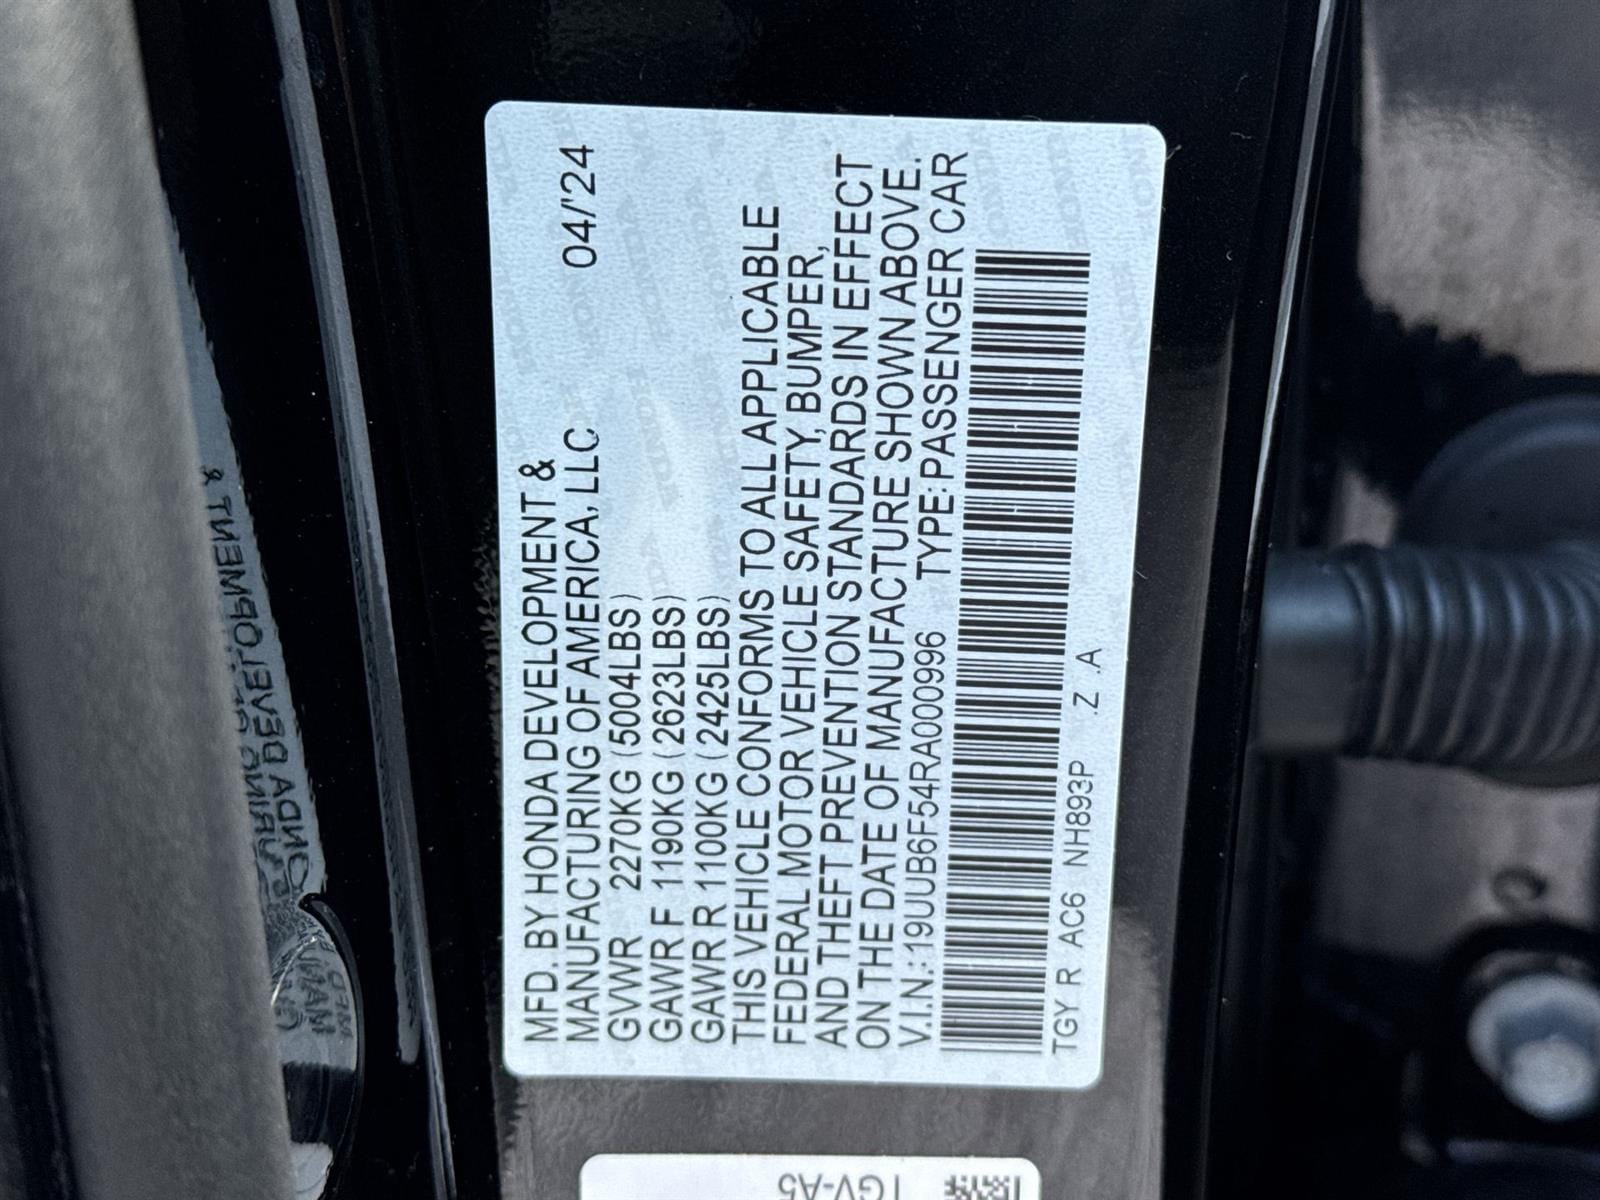 MFD. BY HONDA DEVELOPMENT &
MANUFACTURING OF AMERICA, LLC 04/'24
GVWR 2270KG (5004LBS)
GAWR F 1190KG (2623LBS)
GAWR R 1100KG (2425LBS)
THIS VEHICLE CONFORMS TO ALL APPLICABLE
FEDERAL MOTOR VEHICLE SAFETY, BUMPER,
AND THEFT PREVENTION STANDARDS IN EFFECT
ON THE DATE OF MANUFACTURE SHOWN ABOVE.
V.I.N.: 19UUB6F54RA000996 TYPE: PASSENGER CAR
TGY R AC6 NH893P .Z .A
TGV-A5